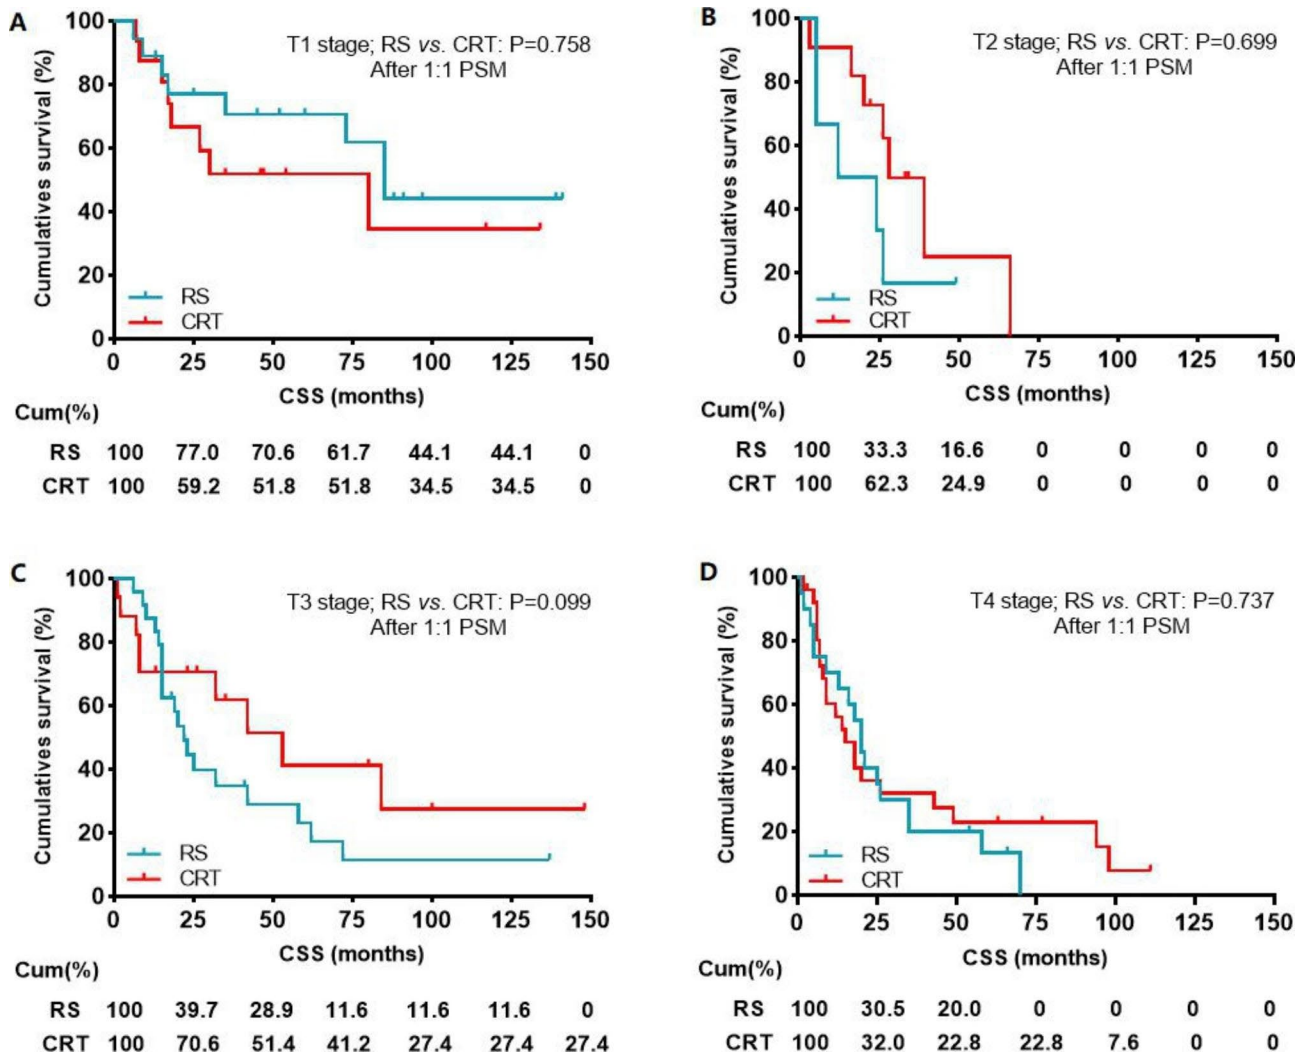 A
T1 stage; RS vs. CRT: P=0.758
After 1:1 PSM
Cumulatives survival (%)
100
80
60
40
20
0
RS
CRT
0 25 50 75 100 125 150
CSS (months)
Cum(%)
RS 100 77.0 70.6 61.7 44.1 44.1 0
CRT 100 59.2 51.8 51.8 34.5 34.5 0
B
T2 stage; RS vs. CRT: P=0.699
After 1:1 PSM
Cumulatives survival (%)
100
80
60
40
20
0
RS
CRT
0 25 50 75 100 125 150
CSS (months)
Cum(%)
RS 100 33.3 16.6 0 0 0 0
CRT 100 62.3 24.9 0 0 0 0
C
T3 stage; RS vs. CRT: P=0.099
After 1:1 PSM
Cumulatives survival (%)
100
80
60
40
20
0
RS
CRT
0 25 50 75 100 125 150
CSS (months)
Cum(%)
RS 100 39.7 28.9 11.6 11.6 11.6 0
CRT 100 70.6 51.4 41.2 27.4 27.4 27.4
D
T4 stage; RS vs. CRT: P=0.737
After 1:1 PSM
Cumulatives survival (%)
100
80
60
40
20
0
RS
CRT
0 25 50 75 100 125 150
CSS (months)
Cum(%)
RS 100 30.5 20.0 0 0 0 0
CRT 100 32.0 22.8 22.8 7.6 0 0